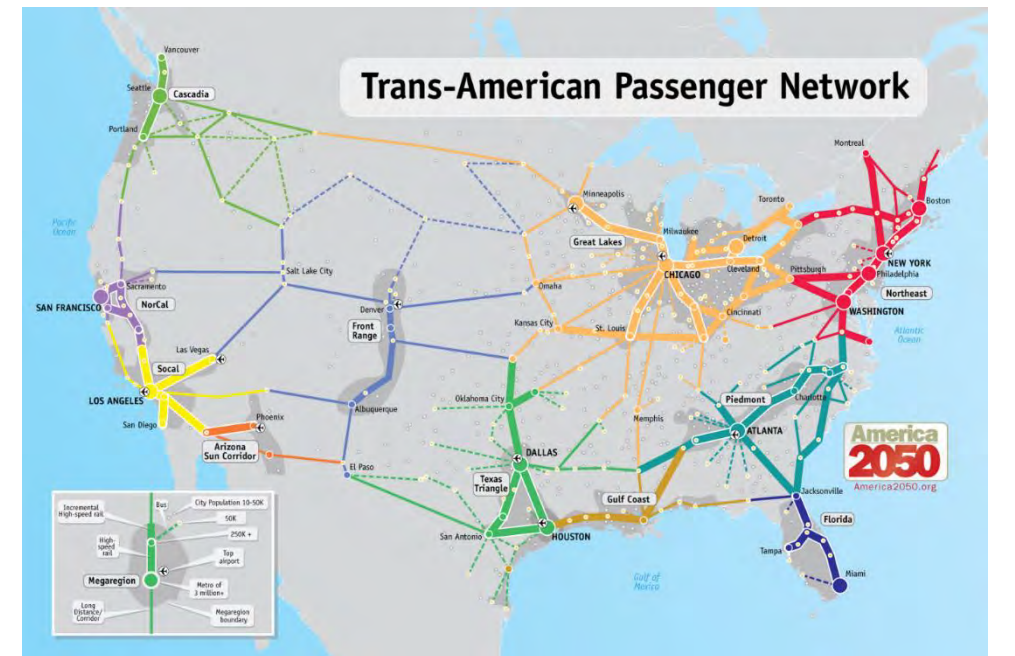 Trans-American Passenger Network
Vancouver
Seattle
Cascadia
Portland
Montreal
Minneapolis
Toronto
Boston
Pacific
Ocean
Great Lakes
Milwaukee
Detroit
NEW YORK
Salt Lake City
CHICAGO
Cleveland
Pittsburgh
Philadelphia
Sacramento
Omaha
Northeast
SAN FRANCISCO
NorCal
Denver
WASHINGTON
Cincinnati
Front
Range
Kansas City
St. Louis
Atlantic
Ocean
Las Vegas
Socal
LOS ANGELES
Oklahoma City
Piedmont
Charlotte
Albuquerque
Phoenix
Memphis
San Diego
ATLANTA
America
2050
America2050.org
Arizona
Sun Corridor
DALLAS
El Paso
Texas
Triangle
Gulf Coast
Jacksonville
Florida
San Antonio
HOUSTON
Tampa
Miami
Gulf of
Mexico
Incremental
High-speed rail
Bus
City Population 10-50K
50K
250K +
High-
speed
rail
Top
airport
Megaregion
Metro of
3 million+
Long
Distance/
Corridor
Megaregion
boundary